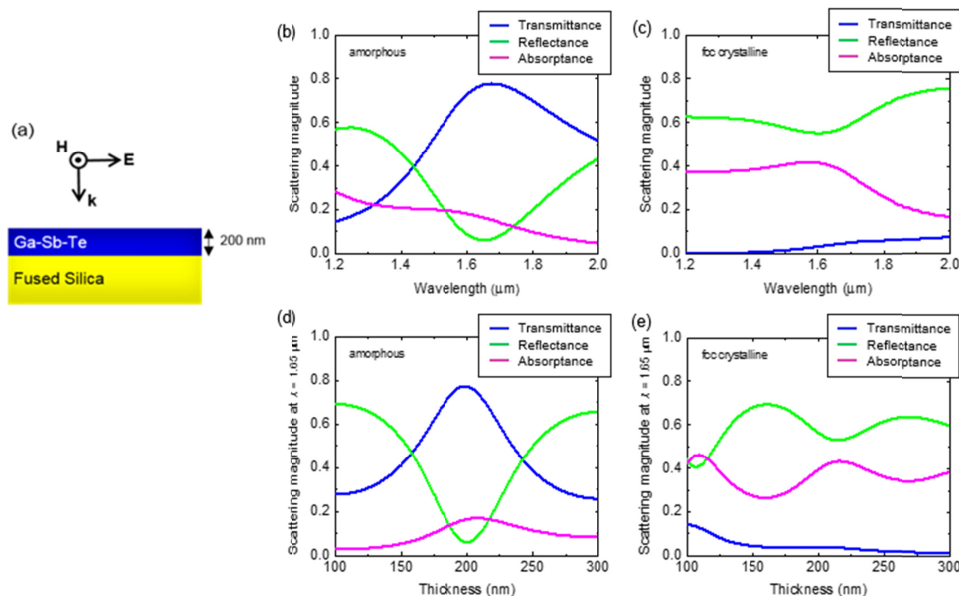 (a)
H
E
k
Ga-Sb-Te
200 nm
Fused Silica
(b)
amorphous
Transmittance
Reflectance
Absorptance
1.0
0.8
0.6
0.4
0.2
0.0
Scattering magnitude
1.2 1.4 1.6 1.8 2.0
Wavelength (μm)
(c)
fcc crystalline
Transmittance
Reflectance
Absorptance
1.0
0.8
0.6
0.4
0.2
0.0
Scattering magnitude
1.2 1.4 1.6 1.8 2.0
Wavelength (μm)
(d)
amorphous
Transmittance
Reflectance
Absorptance
1.0
0.8
0.6
0.4
0.2
0.0
Scattering magnitude at λ = 1.65 μm
100 150 200 250 300
Thickness (nm)
(e)
fcc crystalline
Transmittance
Reflectance
Absorptance
1.0
0.8
0.6
0.4
0.2
0.0
Scattering magnitude at λ = 1.65 μm
100 150 200 250 300
Thickness (nm)